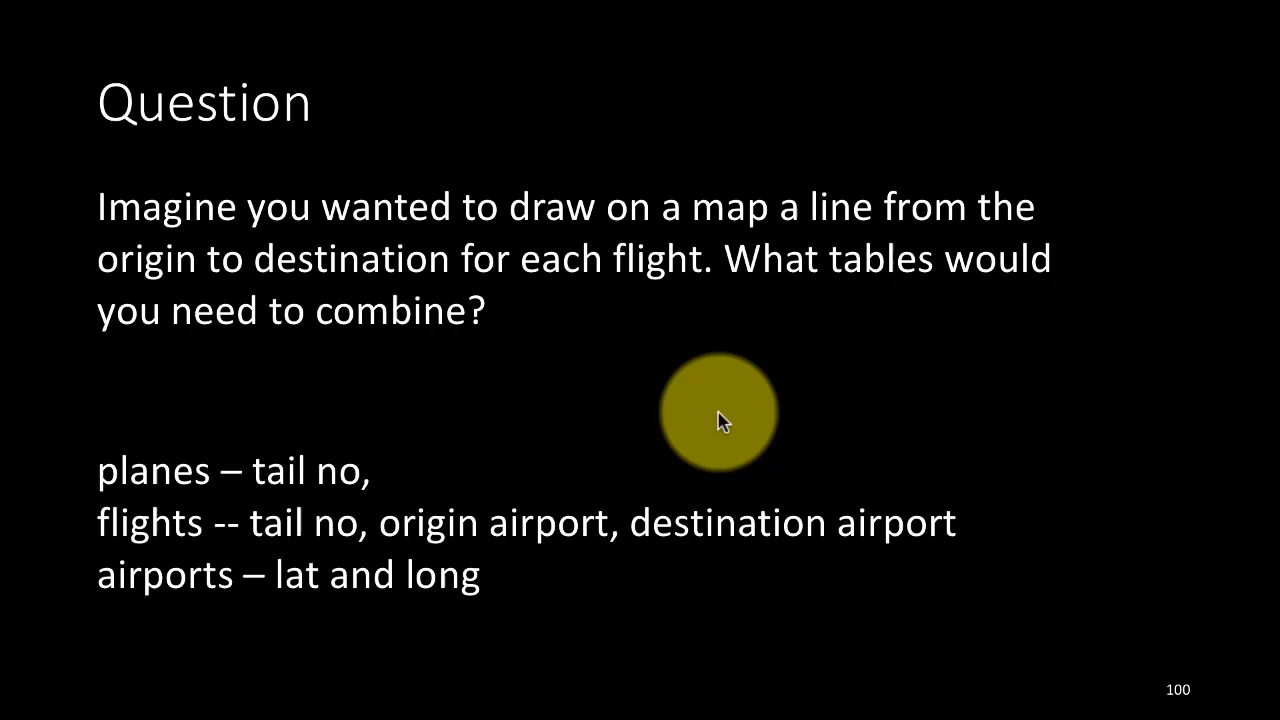 Question
Imagine you wanted to draw on a map a line from the
origin to destination for each flight. What tables would
you need to combine?
planes – tail no,
flights -- tail no, origin airport, destination airport
airports – lat and long
100